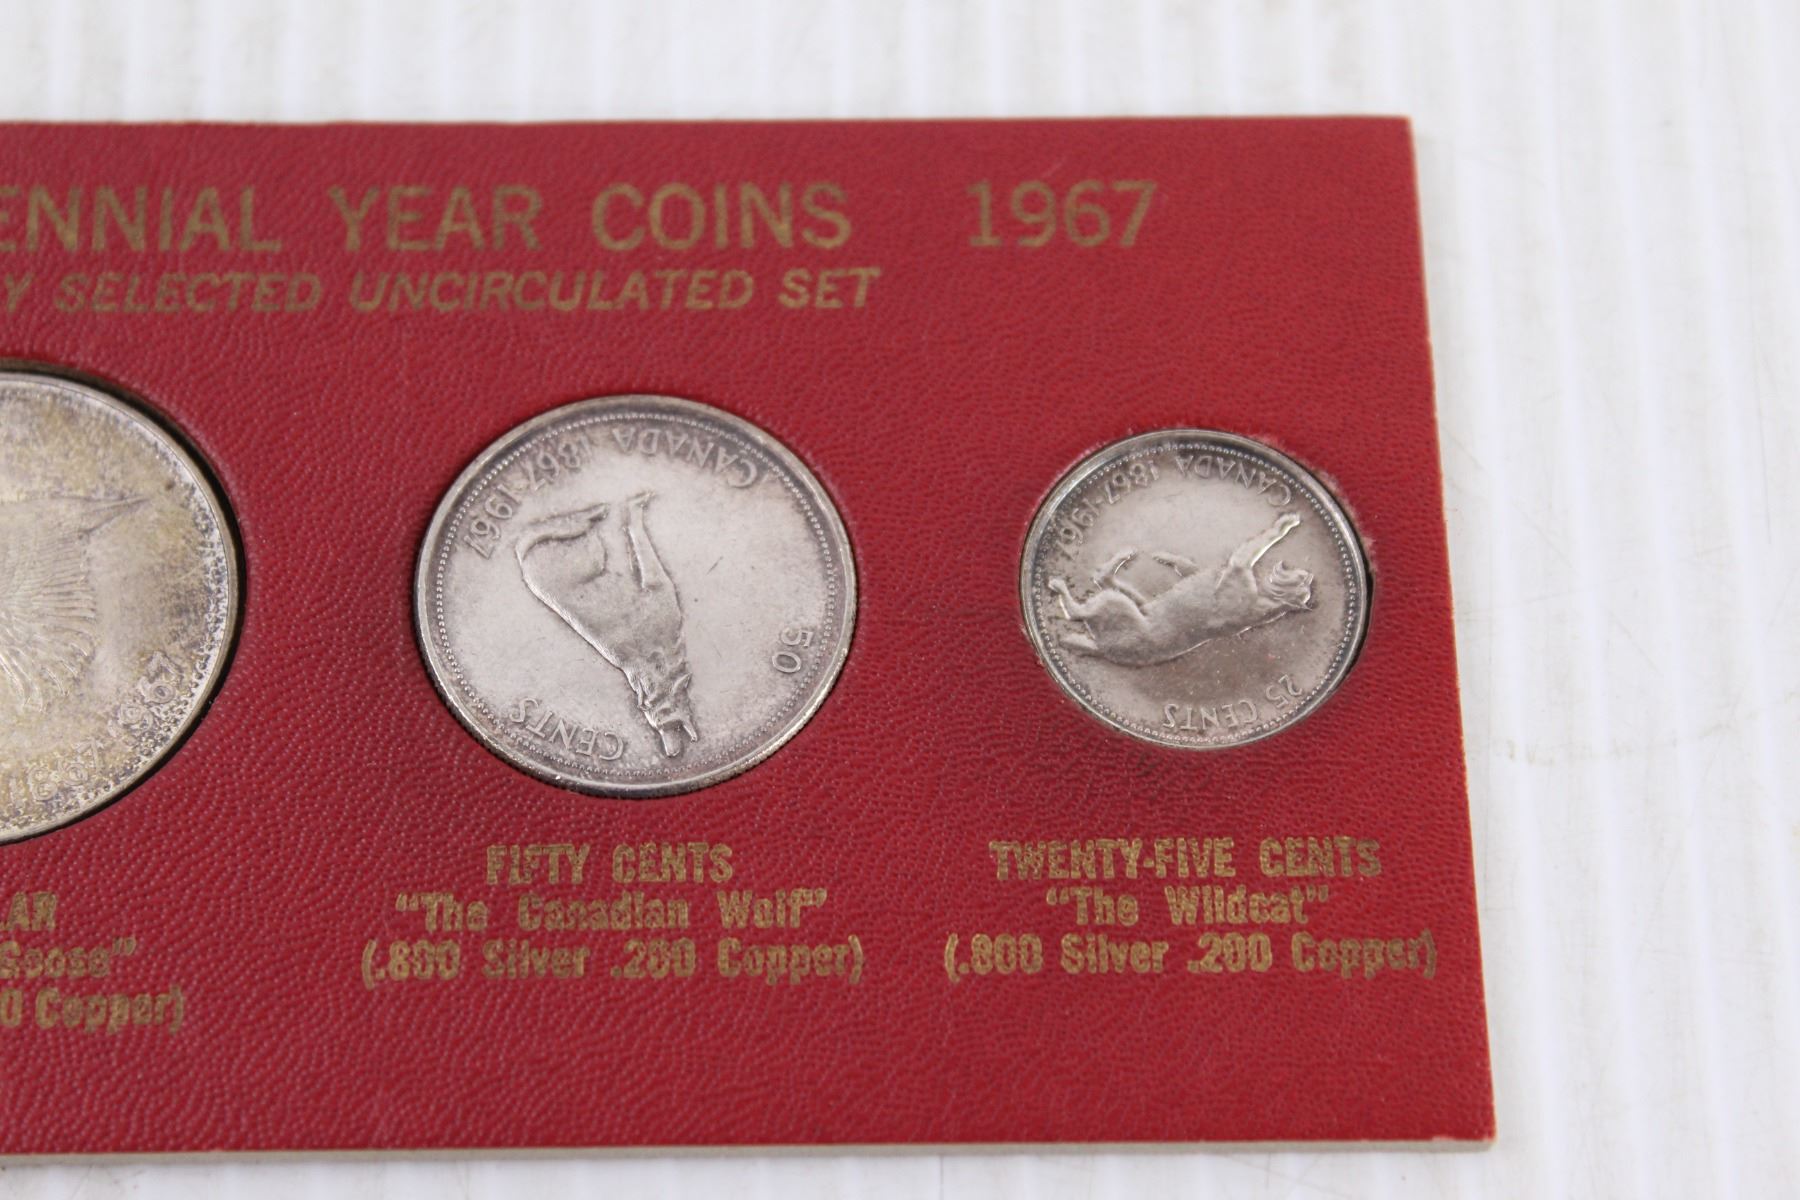 ENNIAL YEAR COINS 1967
Y SELECTED UNCIRCULATED SET
1867 1967
CANADA 1867-1967
50
CENTS
CANADA 1867-1967
25 CENTS
LAR
Goose"
0 Copper)
FIFTY CENTS
"The Canadian Wolf"
(.800 Silver .200 Copper)
TWENTY-FIVE CENTS
"The Wildcat"
(.800 Silver .200 Copper)